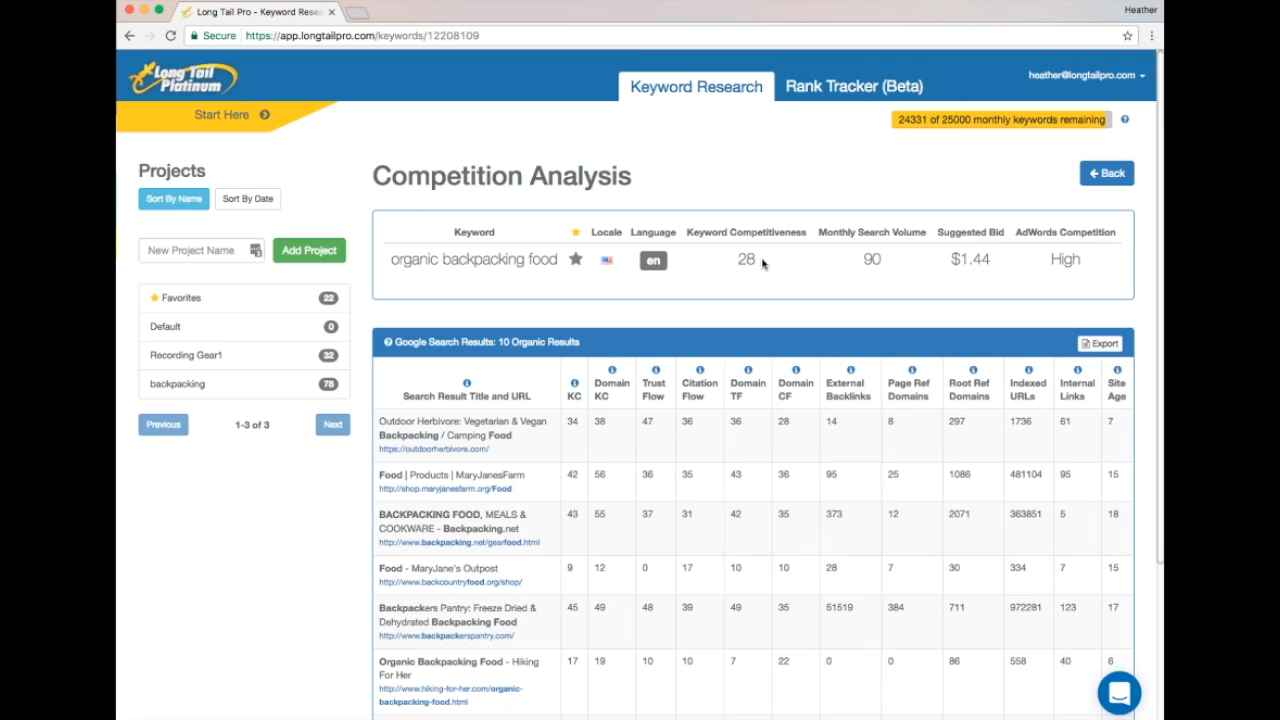 Long Tail Pro - Keyword Resea
Heather
Secure
https://app.longtailpro.com/keywords/12208109
Long Tail
Platinum
Keyword Research
Rank Tracker (Beta)
heather@longtailpro.com
Start Here
24331 of 25000 monthly keywords remaining
Projects
Sort By Name
Sort By Date
New Project Name
Add Project
Favorites 22
Default 0
Recording Gear1 32
backpacking 78
Previous
1-3 of 3
Next
Competition Analysis
Back
Keyword Locale Language Keyword Competitiveness Monthly Search Volume Suggested Bid AdWords Competition
organic backpacking food en 28 90 $1.44 High
Google Search Results: 10 Organic Results
Export
Search Result Title and URL
KC
Domain KC
Trust Flow
Citation Flow
Domain TF
Domain CF
External Backlinks
Page Ref Domains
Root Ref Domains
Indexed URLs
Internal Links
Site Age
Outdoor Herbivore: Vegetarian & Vegan
Backpacking / Camping Food
https://outdoorherbivore.com/
34 38 47 36 36 28 14 8 297 1736 61 7
Food | Products | MaryJanesFarm
http://shop.maryjanesfarm.org/Food
42 56 36 35 43 36 95 25 1086 481104 95 15
BACKPACKING FOOD, MEALS &
COOKWARE - Backpacking.net
http://www.backpacking.net/gearfood.html
43 55 37 31 42 35 373 12 2071 363851 5 18
Food - MaryJane's Outpost
http://www.backcountryfood.org/shop/
9 12 0 17 10 10 28 7 30 334 7 15
Backpackers Pantry: Freeze Dried &
Dehydrated Backpacking Food
http://www.backpackerspantry.com/
45 49 48 39 49 35 51519 384 711 972281 123 17
Organic Backpacking Food - Hiking
For Her
http://www.hiking-for-her.com/organic-
backpacking-food.html
17 19 10 10 7 22 0 0 86 558 40 6